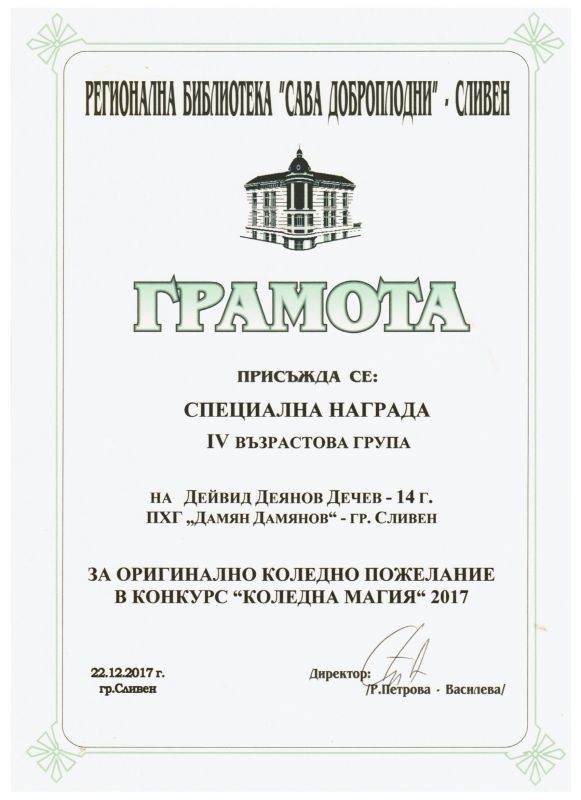 РЕГИОНАЛНА БИБЛИОТЕКА "САВА ДОБРОПЛОДНИ" - СЛИВЕН
ГРАМОТА
ПРИСЪЖДА СЕ:
СПЕЦИАЛНА НАГРАДА
IV ВЪЗРАСТОВА ГРУПА
НА ДЕЙВИД ДЕЯНОВ ДЕЧЕВ - 14 Г.
ПХГ „ДАМЯН ДАМЯНОВ“ - ГР. СЛИВЕН
ЗА ОРИГИНАЛНО КОЛЕДНО ПОЖЕЛАНИЕ
В КОНКУРС “КОЛЕДНА МАГИЯ“ 2017
22.12.2017 г. Директор:
гр.Сливен /Р.Петрова - Василева/